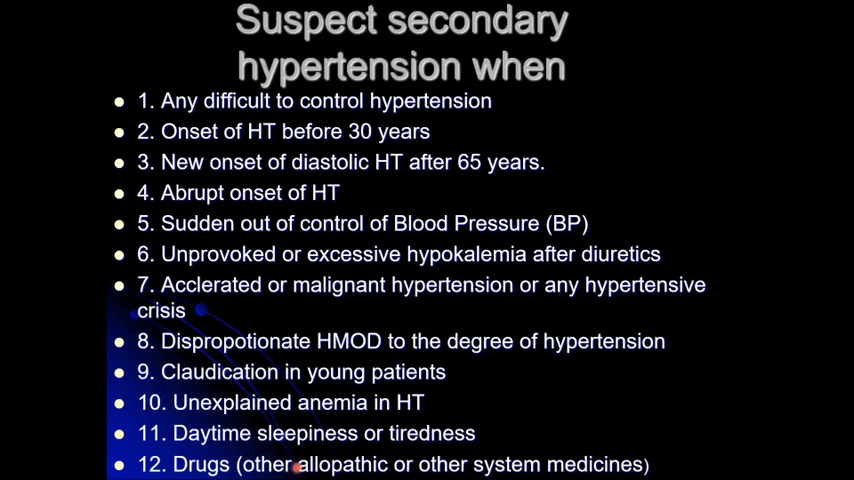 Suspect secondary
hypertension when
1. Any difficult to control hypertension
2. Onset of HT before 30 years
3. New onset of diastolic HT after 65 years.
4. Abrupt onset of HT
5. Sudden out of control of Blood Pressure (BP)
6. Unprovoked or excessive hypokalemia after diuretics
7. Acclerated or malignant hypertension or any hypertensive
crisis
8. Dispropotionate HMOD to the degree of hypertension
9. Claudication in young patients
10. Unexplained anemia in HT
11. Daytime sleepiness or tiredness
12. Drugs (other allopathic or other system medicines)